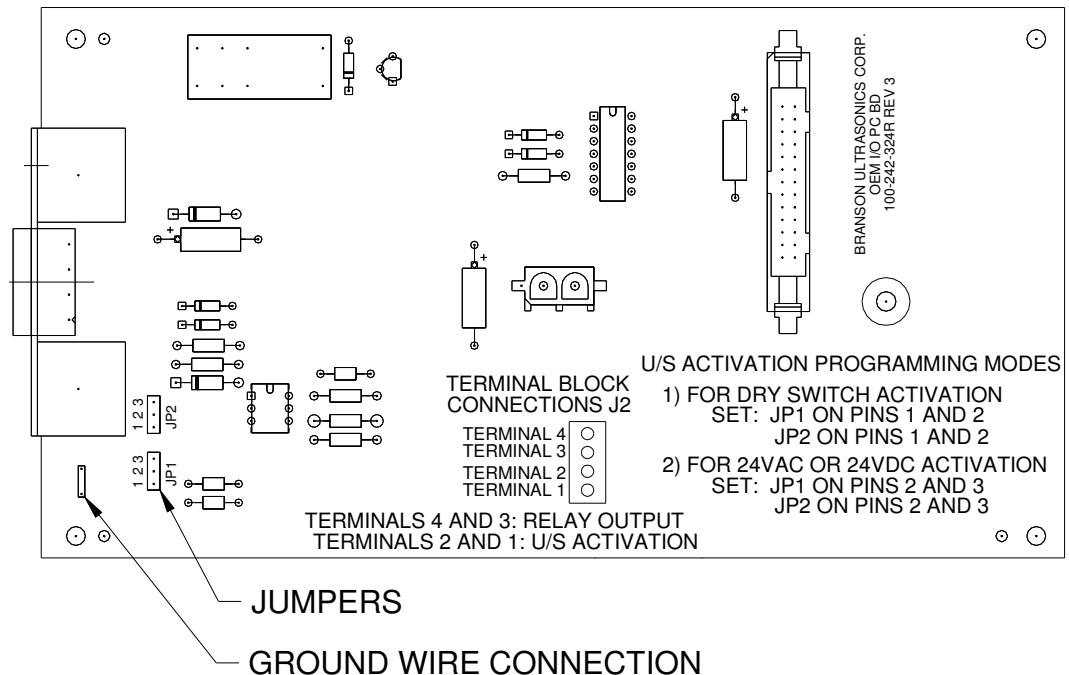 BRANSON ULTRASONICS CORP.
OEM I/O PC BD
100-242-324R REV 3
+
+
+
U/S ACTIVATION PROGRAMMING MODES
1) FOR DRY SWITCH ACTIVATION
SET: JP1 ON PINS 1 AND 2
JP2 ON PINS 1 AND 2
2) FOR 24VAC OR 24VDC ACTIVATION
SET: JP1 ON PINS 2 AND 3
JP2 ON PINS 2 AND 3
TERMINAL BLOCK
CONNECTIONS J2
TERMINAL 4
TERMINAL 3
TERMINAL 2
TERMINAL 1
1 2 3
JP2
1 2 3
JP1
TERMINALS 4 AND 3: RELAY OUTPUT
TERMINALS 2 AND 1: U/S ACTIVATION
JUMPERS
GROUND WIRE CONNECTION